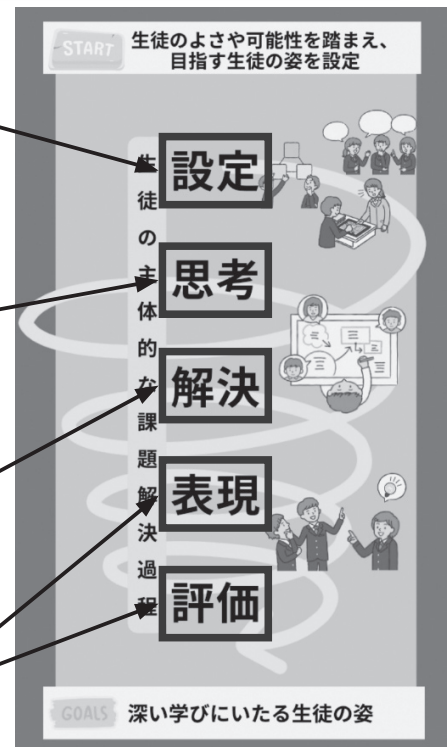 START
生徒のよさや可能性を踏まえ、
目指す生徒の姿を設定
生徒の主体的な課題解決過程
設定
思考
解決
表現
評価
GOALS
深い学びにいたる生徒の姿